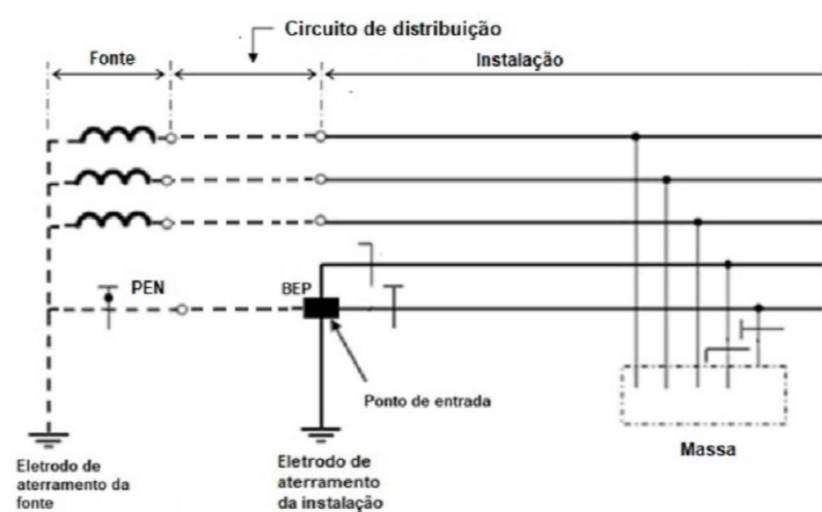 Circuito de distribuição
Fonte
Instalação
PEN
BEP
Ponto de entrada
Massa
Eletrodo de
aterramento da
fonte
Eletrodo de
aterramento
da instalação